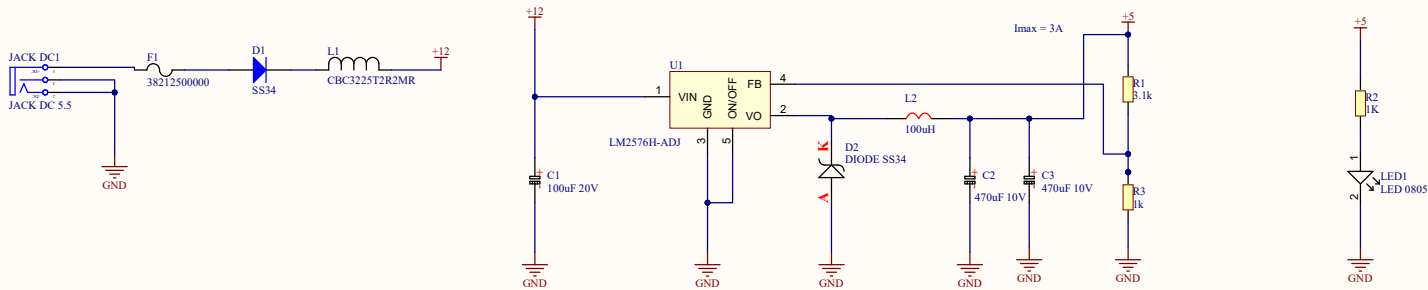 JACK DC1
JACK DC 5.5
GND
F1
38212500000
D1
SS34
L1
CBC3225T2R2MR
+12
+12
C1
100uF 20V
GND
U1
1
VIN
GND
ON/OFF
FB
VO
4
2
3
5
LM2576H-ADJ
GND
K
A
D2
DIODE SS34
GND
L2
100uH
C2
470uF 10V
GND
C3
470uF 10V
GND
Imax = 3A
+5
R1
3.1k
R3
1k
GND
+5
R2
1K
1
2
LED1
LED 0805
GND